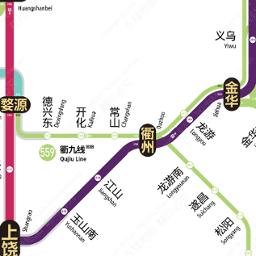 Huangshanbei
义乌
Yiwu
金华
Jinhua
婺源
德兴东
Dexingdong
开化
Kaihua
常山
Changshan
衢州
Quzhou
龙游
Longyou
559
衢九线
Qujiu Line
江山
Jiangshan
龙游南
Longyounan
遂昌
Suichang
松阳
Songyang
玉山南
Yushannan
上饶
Shangrao